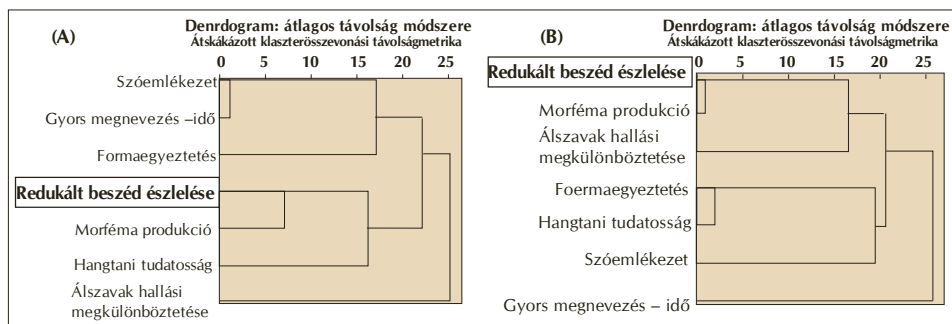 (A)
Denrdogram: átlagos távolság módszere
Átskákázott klaszterösszevonási távolságmetrika
0 5 10 15 20 25
Szóemlékezet
Gyors megnevezés –idő
Formaegyeztetés
Redukált beszéd észlelése
Morféma produkció
Hangtani tudatosság
Álszavak hallási
megkülönböztetése
(B)
Denrdogram: átlagos távolság módszere
Átskákázott klaszterösszevonási távolságmetrika
0 5 10 15 20 25
Redukált beszéd észlelése
Morféma produkció
Álszavak hallási
megkülönböztetése
Foermaegyeztetés
Hangtani tudatosság
Szóemlékezet
Gyors megnevezés – idő